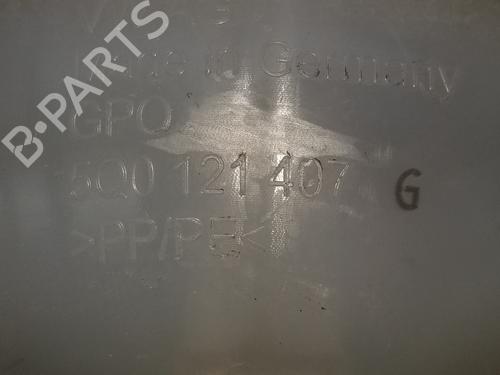 Made in Germany
GPO
5Q0 121 407 G
>PP/PE<
B-PARTS